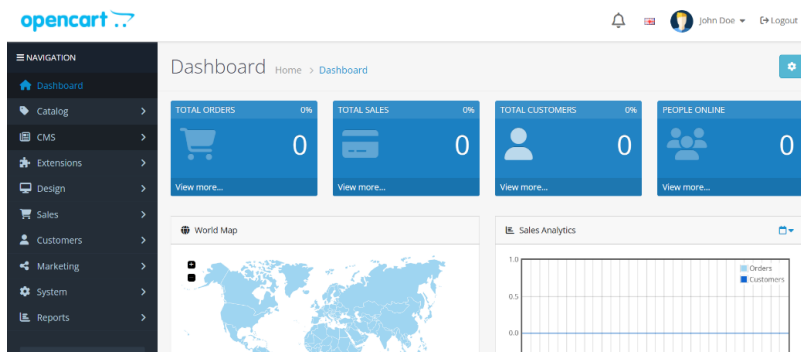 opencart
John Doe
Logout
NAVIGATION
Dashboard
Catalog
CMS
Extensions
Design
Sales
Customers
Marketing
System
Reports
Dashboard Home > Dashboard
TOTAL ORDERS 0%
0
View more...
TOTAL SALES 0%
0
View more...
TOTAL CUSTOMERS 0%
0
View more...
PEOPLE ONLINE
0
View more...
World Map
+
−
Sales Analytics
1.0
0.5
0.0
Orders
Customers